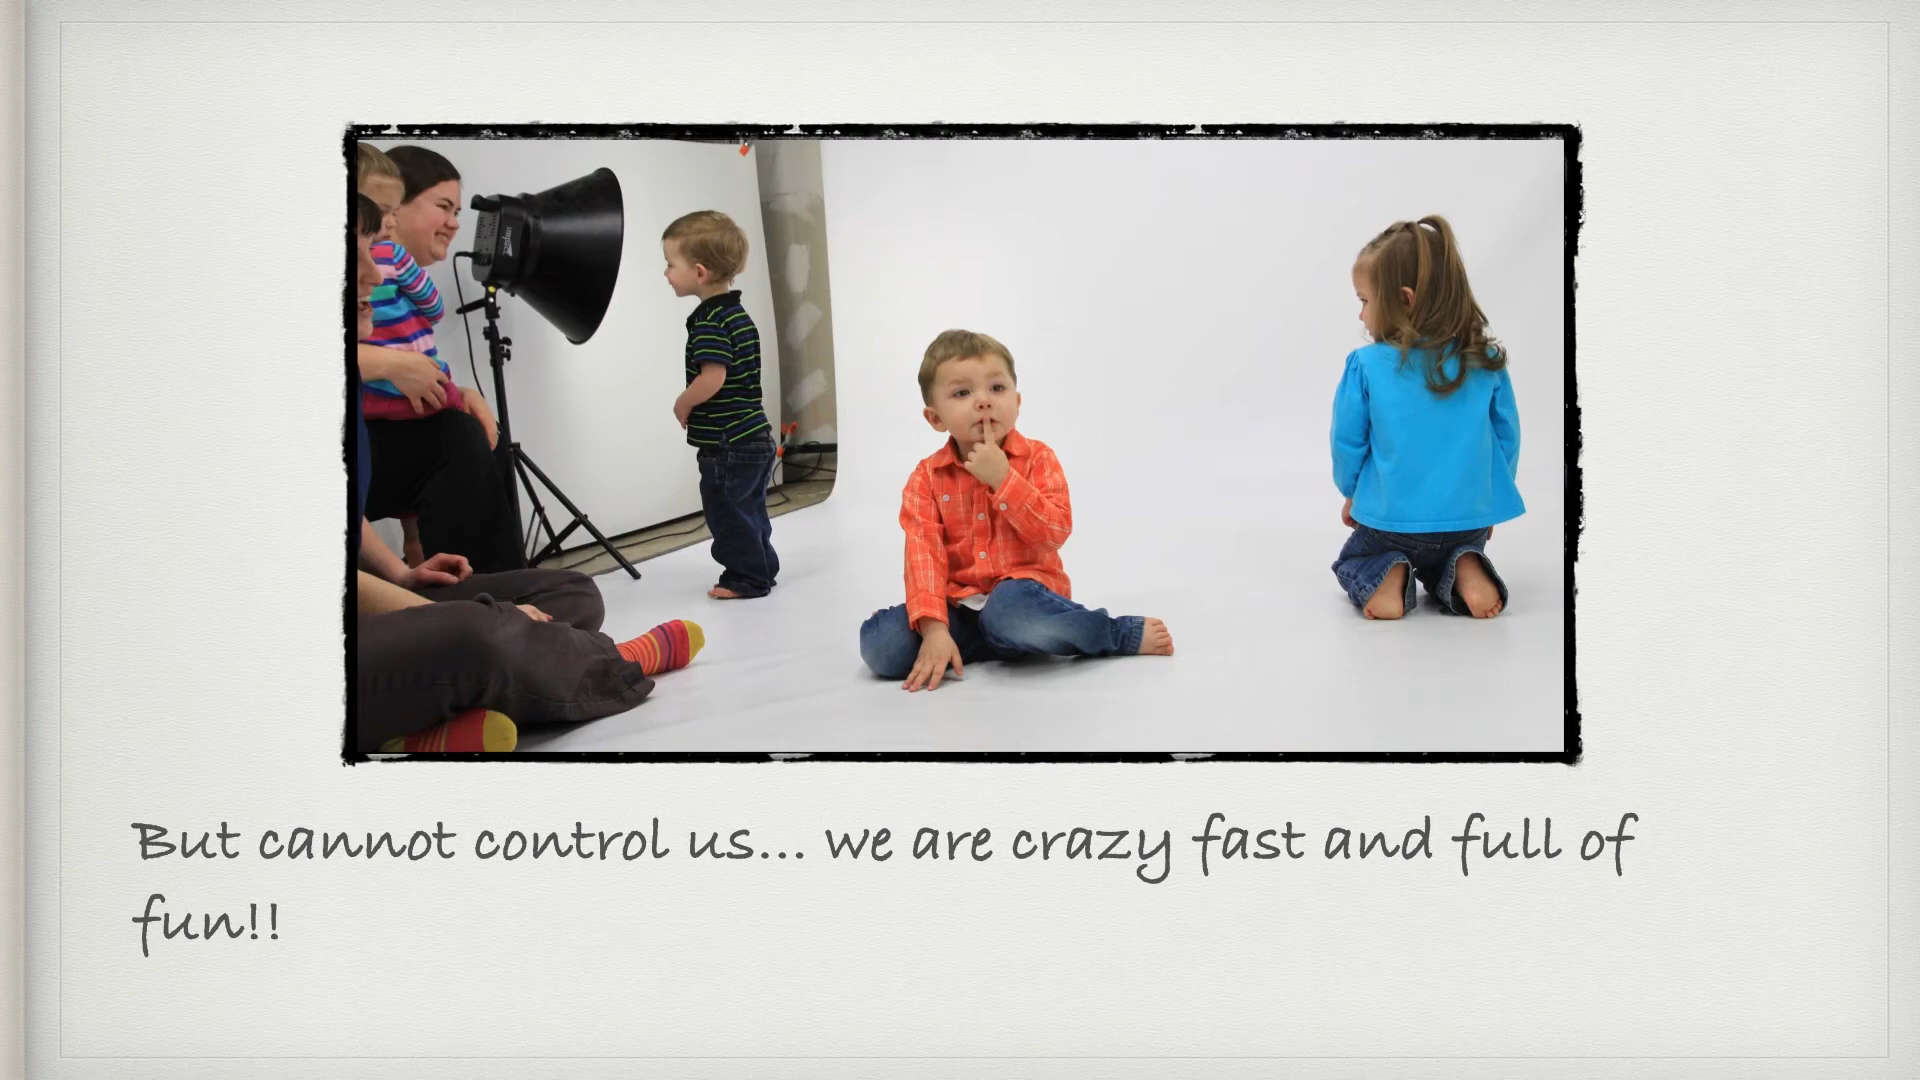 But cannot control us... we are crazy fast and full of
fun!!